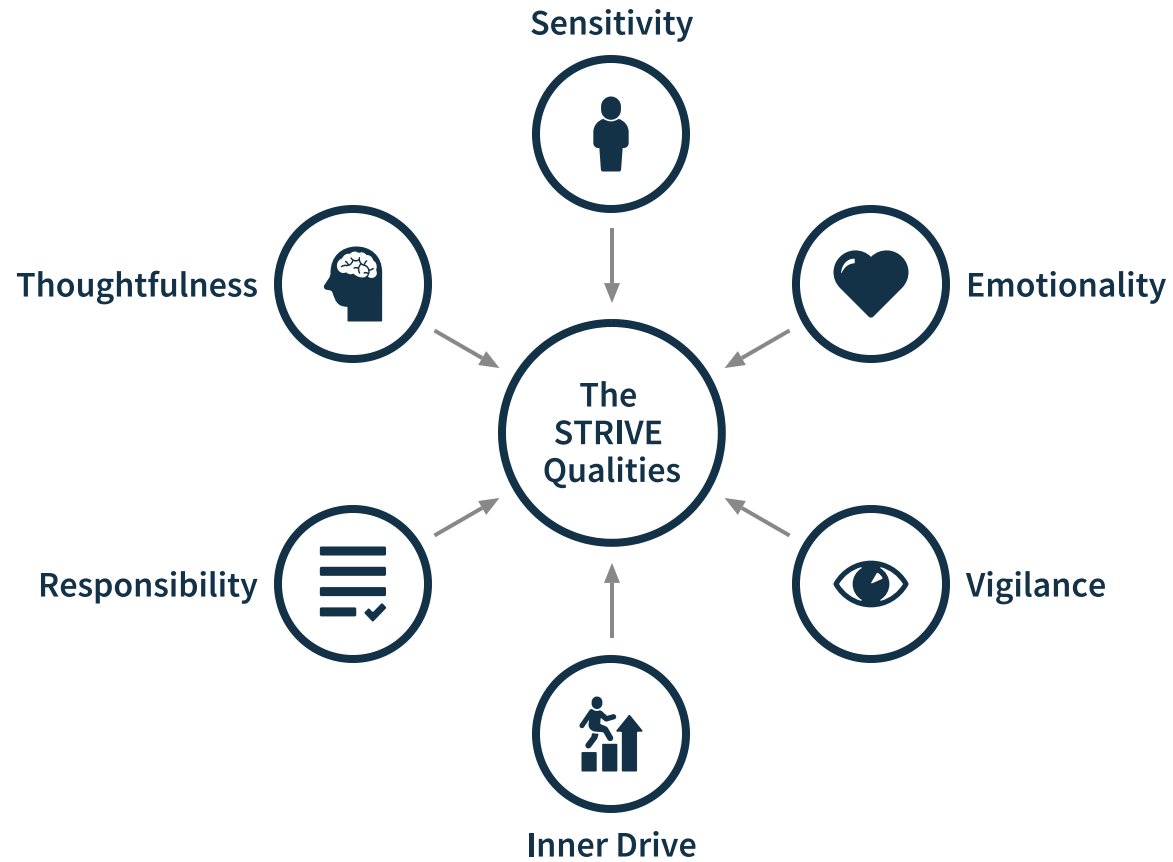 Sensitivity
Thoughtfulness
Emotionality
The
STRIVE
Qualities
Responsibility
Vigilance
Inner Drive